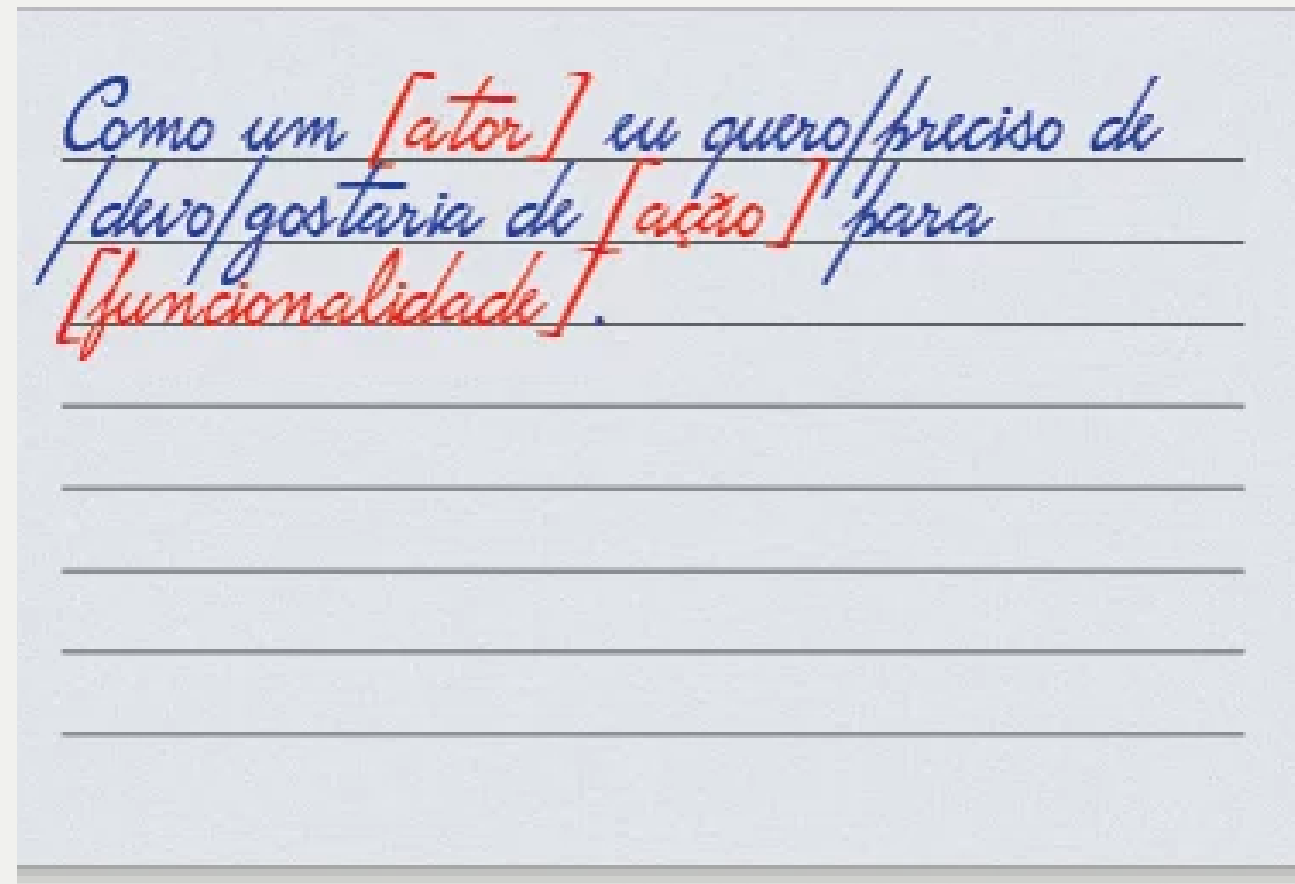 Como um [ator] eu quero/preciso de
/devo/gostaria de [ação] para
[funcionalidade].